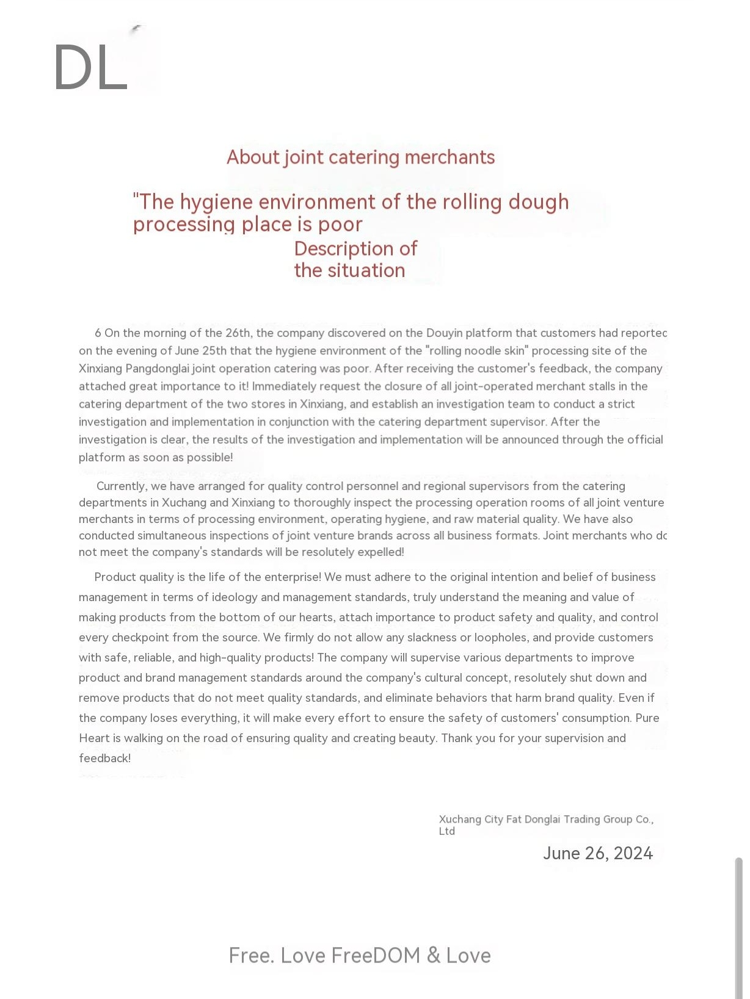 DL
About joint catering merchants
"The hygiene environment of the rolling dough
processing place is poor
Description of
the situation
6 On the morning of the 26th, the company discovered on the Douyin platform that customers had reported
on the evening of June 25th that the hygiene environment of the "rolling noodle skin" processing site of the
Xinxiang Pangdonglai joint operation catering was poor. After receiving the customer's feedback, the company
attached great importance to it! Immediately request the closure of all joint-operated merchant stalls in the
catering department of the two stores in Xinxiang, and establish an investigation team to conduct a strict
investigation and implementation in conjunction with the catering department supervisor. After the
investigation is clear, the results of the investigation and implementation will be announced through the official
platform as soon as possible!
Currently, we have arranged for quality control personnel and regional supervisors from the catering
departments in Xuchang and Xinxiang to thoroughly inspect the processing operation rooms of all joint venture
merchants in terms of processing environment, operating hygiene, and raw material quality. We have also
conducted simultaneous inspections of joint venture brands across all business formats. Joint merchants who do
not meet the company's standards will be resolutely expelled!
Product quality is the life of the enterprise! We must adhere to the original intention and belief of business
management in terms of ideology and management standards, truly understand the meaning and value of
making products from the bottom of our hearts, attach importance to product safety and quality, and control
every checkpoint from the source. We firmly do not allow any slackness or loopholes, and provide customers
with safe, reliable, and high-quality products! The company will supervise various departments to improve
product and brand management standards around the company's cultural concept, resolutely shut down and
remove products that do not meet quality standards, and eliminate behaviors that harm brand quality. Even if
the company loses everything, it will make every effort to ensure the safety of customers' consumption. Pure
Heart is walking on the road of ensuring quality and creating beauty. Thank you for your supervision and
feedback!
Xuchang City Fat Donglai Trading Group Co.,
Ltd
June 26, 2024
Free. Love FreeDOM & Love